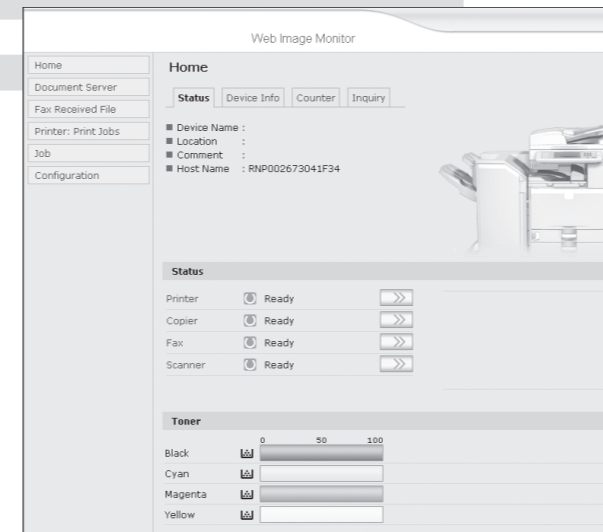 Web Image Monitor
Home
Document Server
Fax Received File
Printer: Print Jobs
Job
Configuration
Home
Status Device Info Counter Inquiry
Device Name :
Location :
Comment :
Host Name : RNP002673041F34
Status
Printer Ready
Copier Ready
Fax Ready
Scanner Ready
Toner
0 50 100
Black
Cyan
Magenta
Yellow